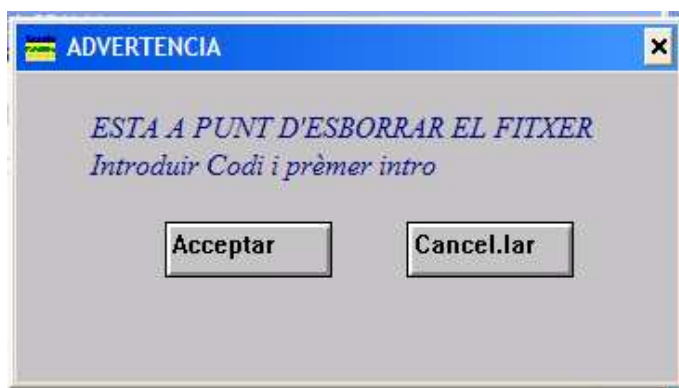 ADVERTENCIA
ESTA A PUNT D'ESBORRAR EL FITXER
Introduir Codi i prèmer intro
Acceptar
Cancel.lar